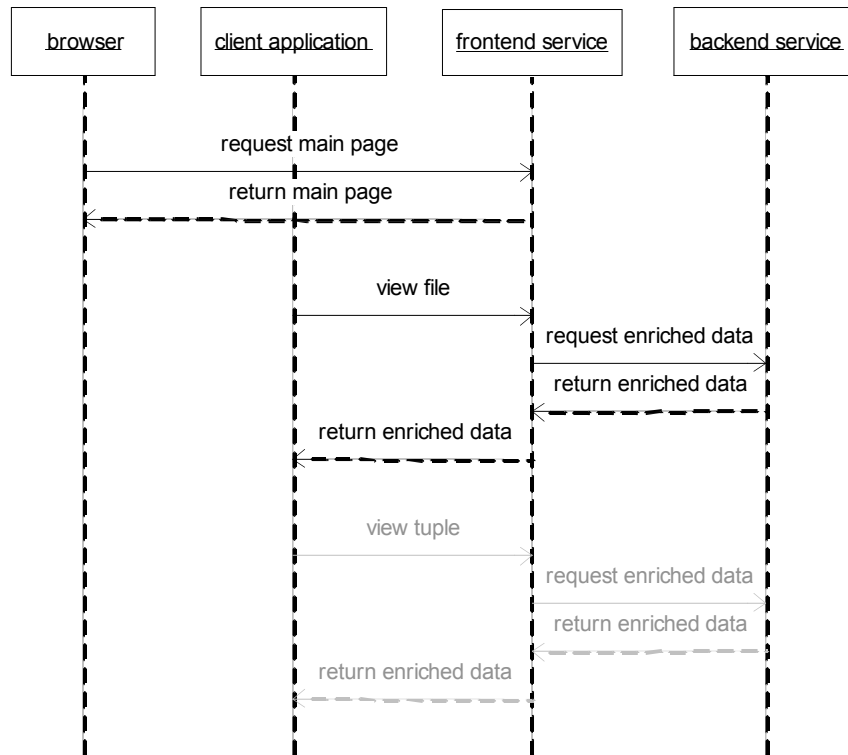 browser
client application
frontend service
backend service
request main page
return main page
view file
request enriched data
return enriched data
return enriched data
view tuple
request enriched data
return enriched data
return enriched data